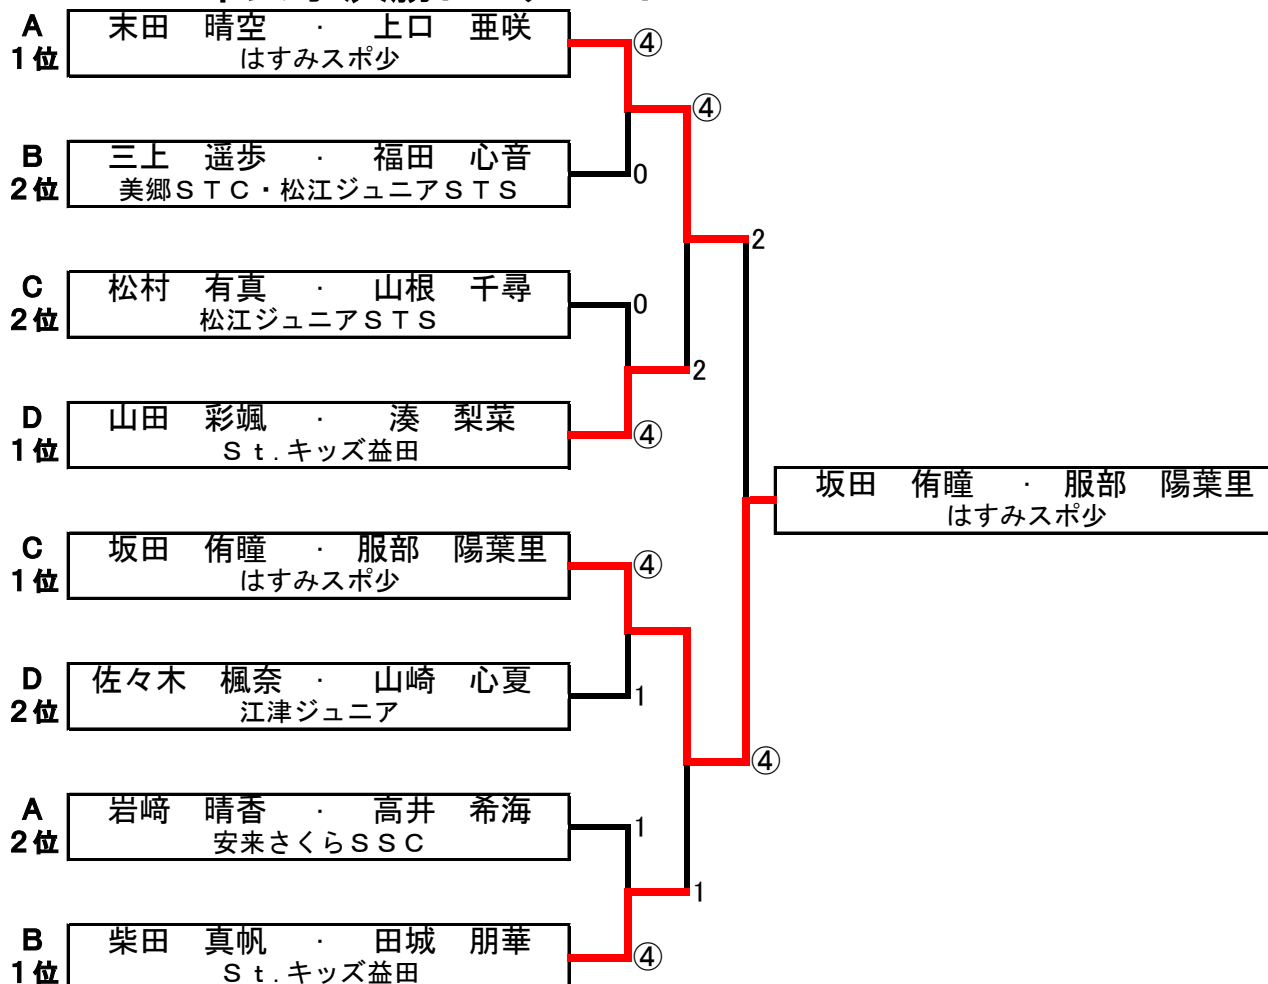 A
1位
末田 晴空 ・ 上口 亜咲
はすみスポ少
④
④
B
2位
三上 遥歩 ・ 福田 心音
美郷STC・松江ジュニアSTS
0
2
C
2位
松村 有真 ・ 山根 千尋
松江ジュニアSTS
0
2
D
1位
山田 彩颯 ・ 湊 梨菜
St.キッズ益田
④
坂田 侑瞳 ・ 服部 陽葉里
はすみスポ少
C
1位
坂田 侑瞳 ・ 服部 陽葉里
はすみスポ少
④
D
2位
佐々木 楓奈 ・ 山崎 心夏
江津ジュニア
1
④
A
2位
岩﨑 晴香 ・ 高井 希海
安来さくらSSC
1
1
B
1位
柴田 真帆 ・ 田城 朋華
St.キッズ益田
④